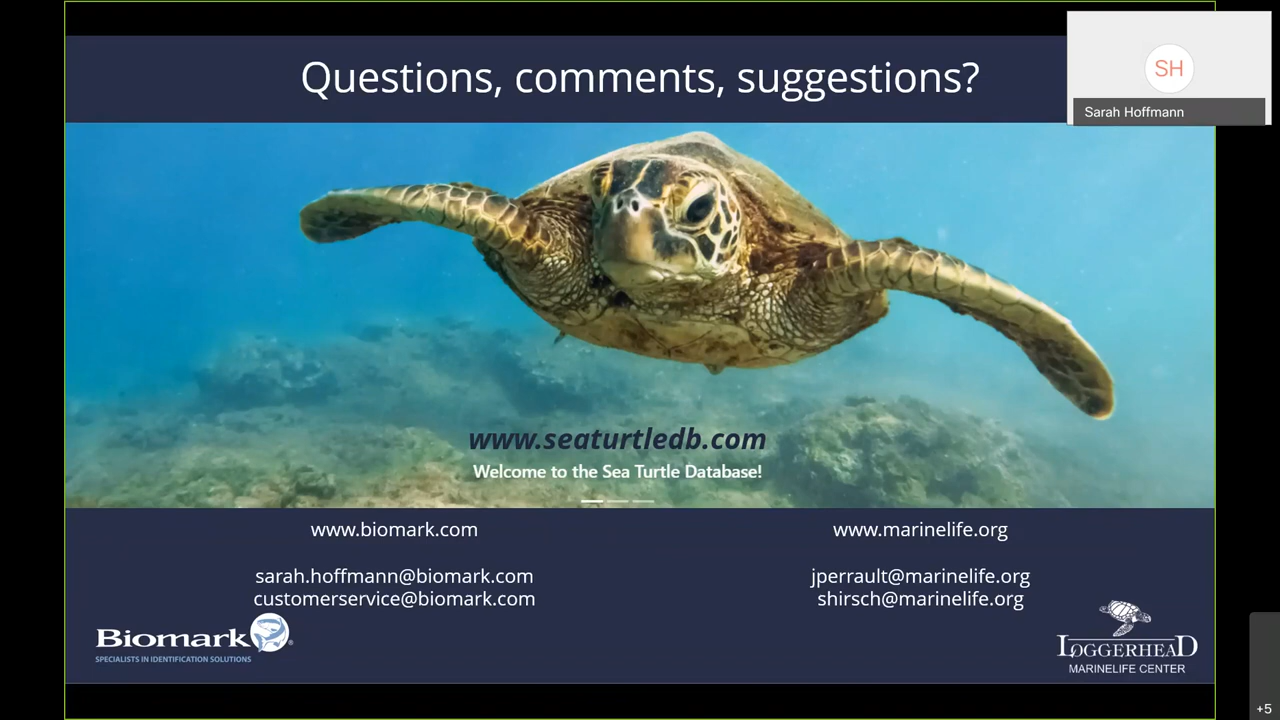 Questions, comments, suggestions?
SH
Sarah Hoffmann
www.seaturtledb.com
Welcome to the Sea Turtle Database!
www.biomark.com
www.marinelife.org
sarah.hoffmann@biomark.com
customerservice@biomark.com
jperrault@marinelife.org
shirsch@marinelife.org
Biomark®
SPECIALISTS IN IDENTIFICATION SOLUTIONS
LOGGERHEAD
MARINELIFE CENTER
+5